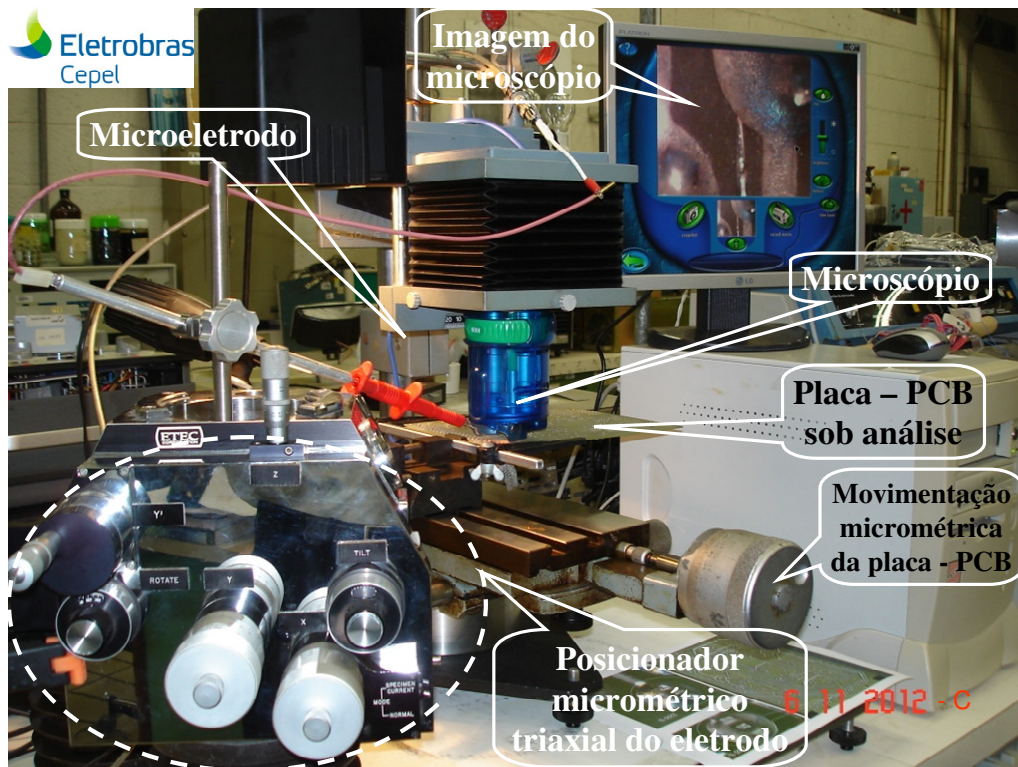 Eletrobras
Cepel
Imagem do
microscópio
Microeletrodo
LG
Microscópio
Placa – PCB
sob análise
ETEC
Z
Y¹
TILT
ROTATE
Y
X
SPECIMEN
CURRENT
MODE
NORMAL
Movimentação
micrométrica
da placa - PCB
Posicionador
micrométrico
triaxial do eletrodo
6 11 2012 - C